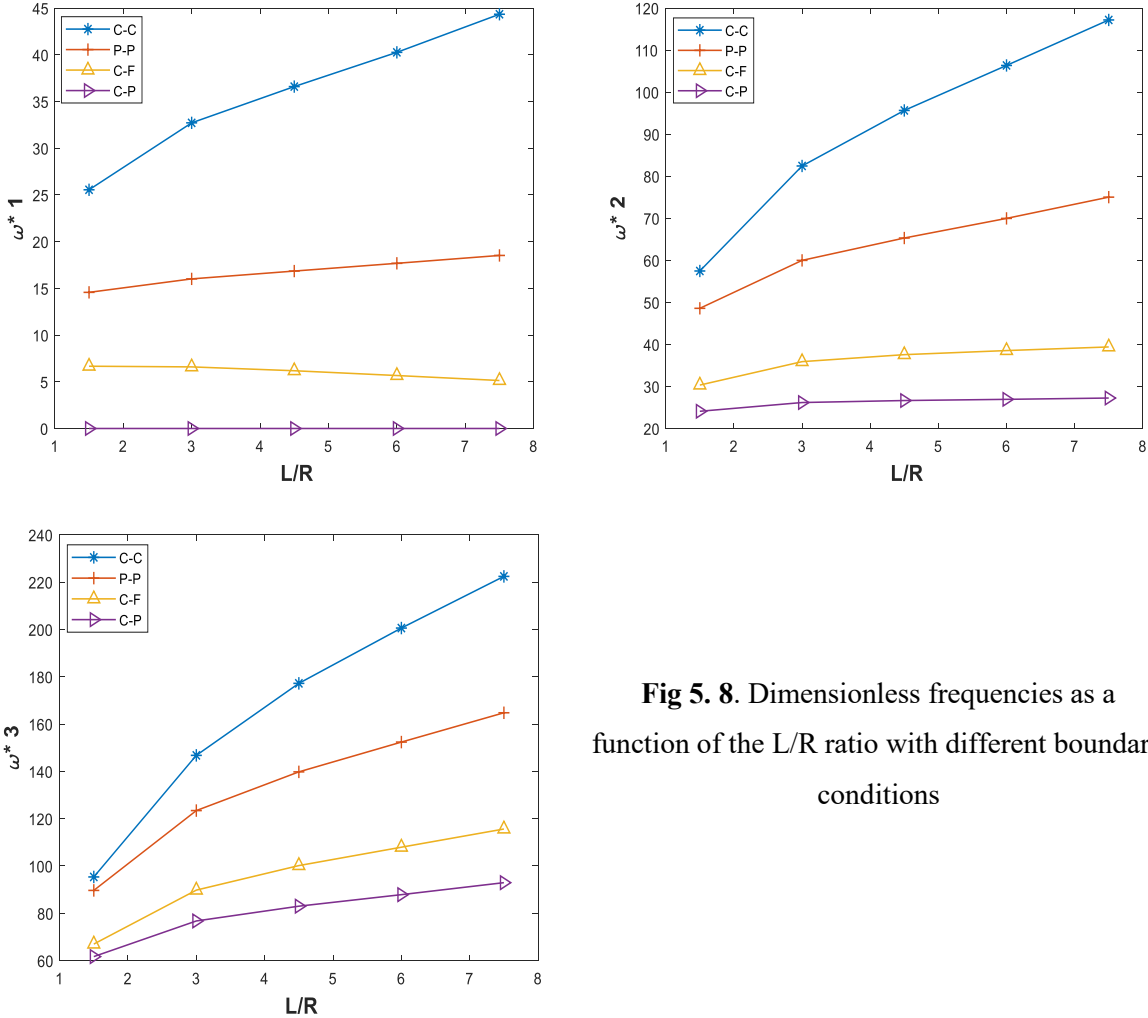 45
40
35
30
25
20
15
10
5
0
ω* 1
C-C
P-P
C-F
C-P
1 2 3 4 5 6 7 8
L/R
120
110
100
90
80
70
60
50
40
30
20
ω* 2
C-C
P-P
C-F
C-P
1 2 3 4 5 6 7 8
L/R
240
220
200
180
160
140
120
100
80
60
ω* 3
C-C
P-P
C-F
C-P
1 2 3 4 5 6 7 8
L/R
Fig 5. 8. Dimensionless frequencies as a
function of the L/R ratio with different boundar
conditions